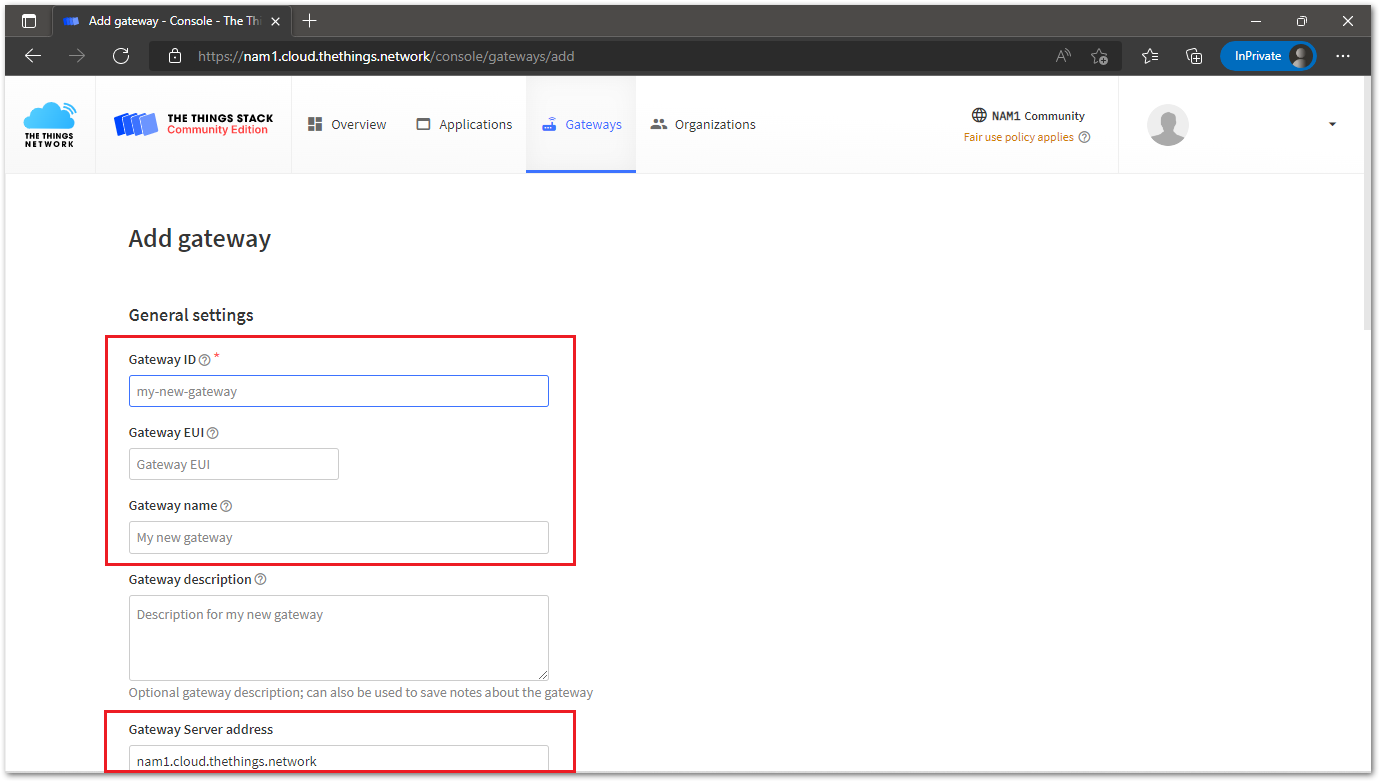 Add gateway - Console - The Thi
https://nam1.cloud.thethings.network/console/gateways/add
InPrivate
THE THINGS
NETWORK
THE THINGS STACK
Community Edition
Overview
Applications
Gateways
Organizations
NAM1 Community
Fair use policy applies
Add gateway
General settings
Gateway ID *
my-new-gateway
Gateway EUI
Gateway EUI
Gateway name
My new gateway
Gateway description
Description for my new gateway
Optional gateway description; can also be used to save notes about the gateway
Gateway Server address
nam1.cloud.thethings.network